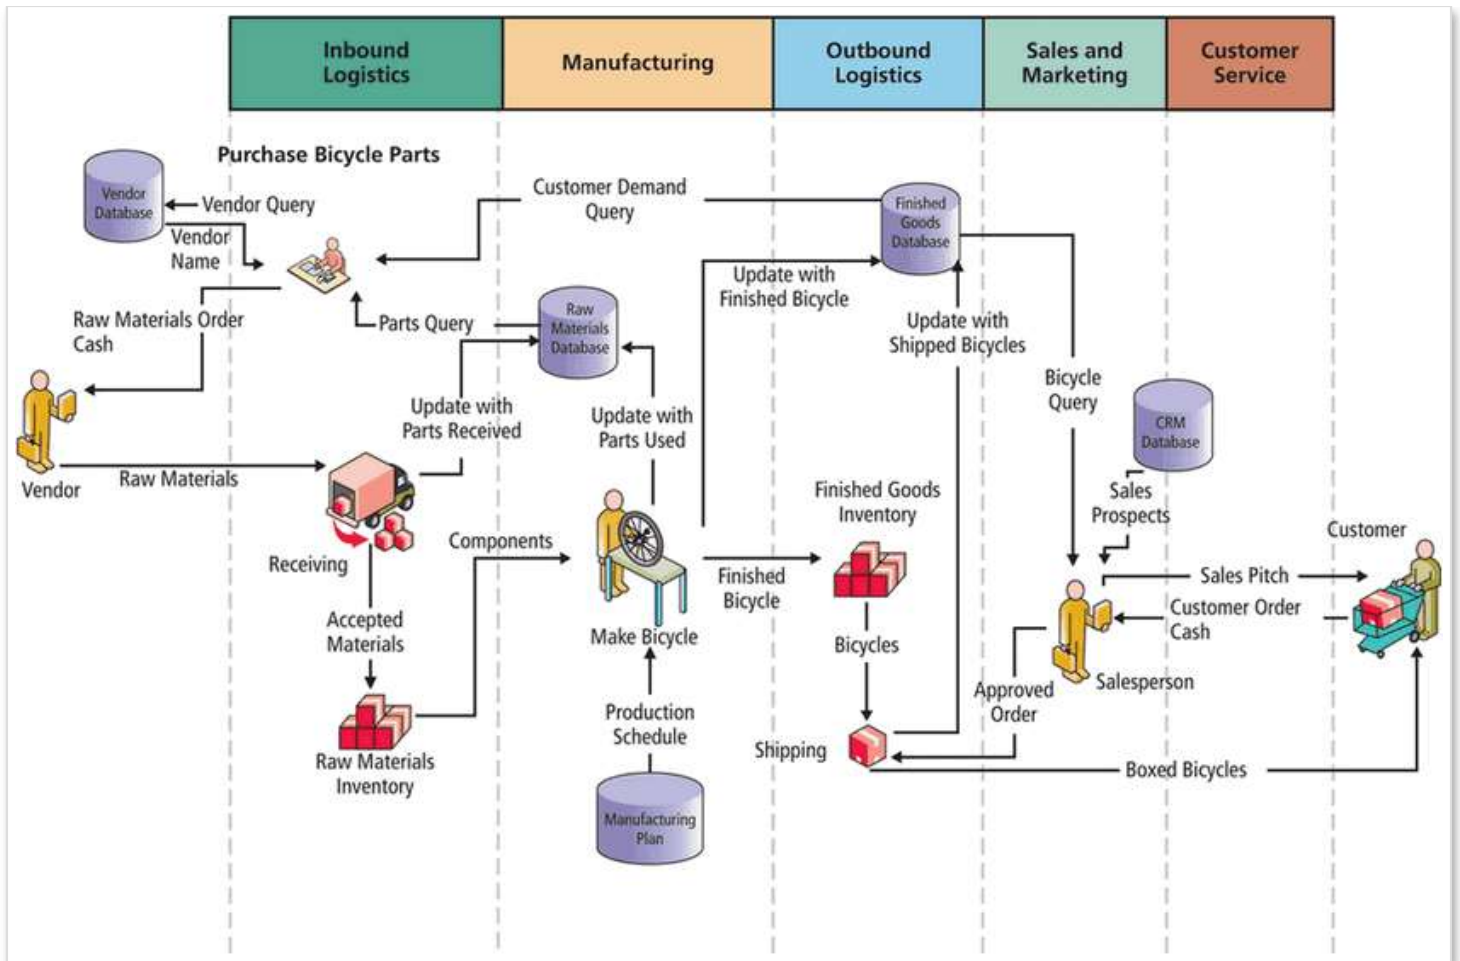 Inbound
Logistics
Manufacturing
Outbound
Logistics
Sales and
Marketing
Customer
Service
Purchase Bicycle Parts
Vendor
Database
Vendor Query
Vendor
Name
Customer Demand
Query
Finished
Goods
Database
Update with
Finished Bicycle
Raw Materials Order
Cash
Parts Query
Raw
Materials
Database
Update with
Shipped Bicycles
Bicycle
Query
CRM
Database
Update with
Parts Received
Update with
Parts Used
Vendor
Raw Materials
Finished Goods
Inventory
Sales
Prospects
Customer
Receiving
Components
Finished
Bicycle
Sales Pitch
Customer Order
Cash
Accepted
Materials
Make Bicycle
Bicycles
Salesperson
Approved
Order
Production
Schedule
Shipping
Raw Materials
Inventory
Boxed Bicycles
Manufacturing
Plan